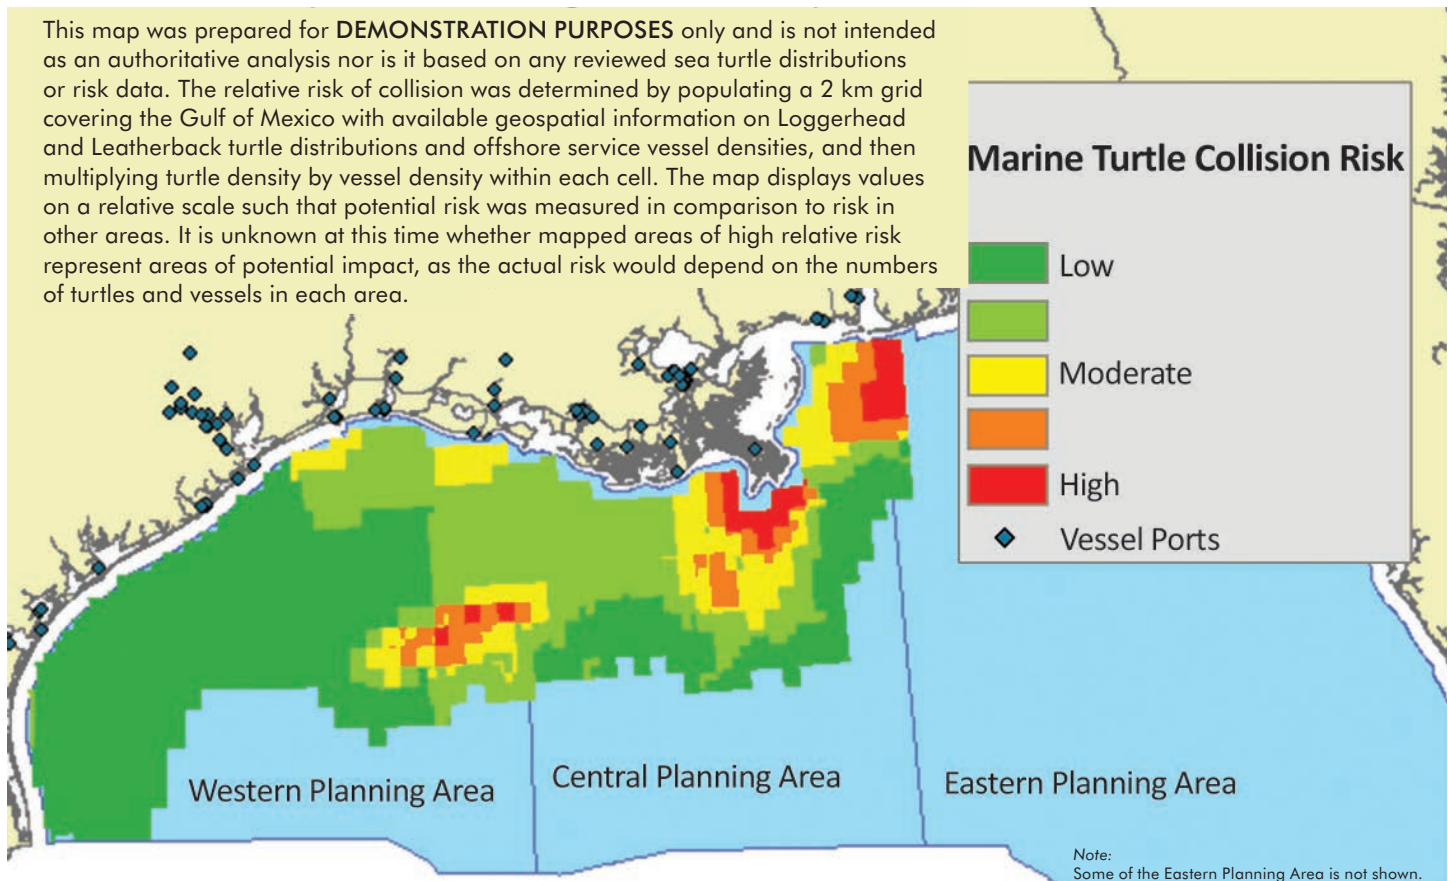 This map was prepared for DEMONSTRATION PURPOSES only and is not intended
as an authoritative analysis nor is it based on any reviewed sea turtle distributions
or risk data. The relative risk of collision was determined by populating a 2 km grid
covering the Gulf of Mexico with available geospatial information on Loggerhead
and Leatherback turtle distributions and offshore service vessel densities, and then
multiplying turtle density by vessel density within each cell. The map displays values
on a relative scale such that potential risk was measured in comparison to risk in
other areas. It is unknown at this time whether mapped areas of high relative risk
represent areas of potential impact, as the actual risk would depend on the numbers
of turtles and vessels in each area.
Marine Turtle Collision Risk
Low
Moderate
High
Vessel Ports
Western Planning Area
Central Planning Area
Eastern Planning Area
Note:
Some of the Eastern Planning Area is not shown.